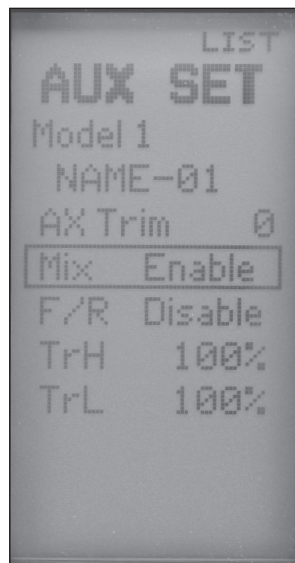 LIST
AUX SET
Model 1
NAME-01
AX Trim 0
Mix Enable
F/R Disable
TrH 100%
TrL 100%